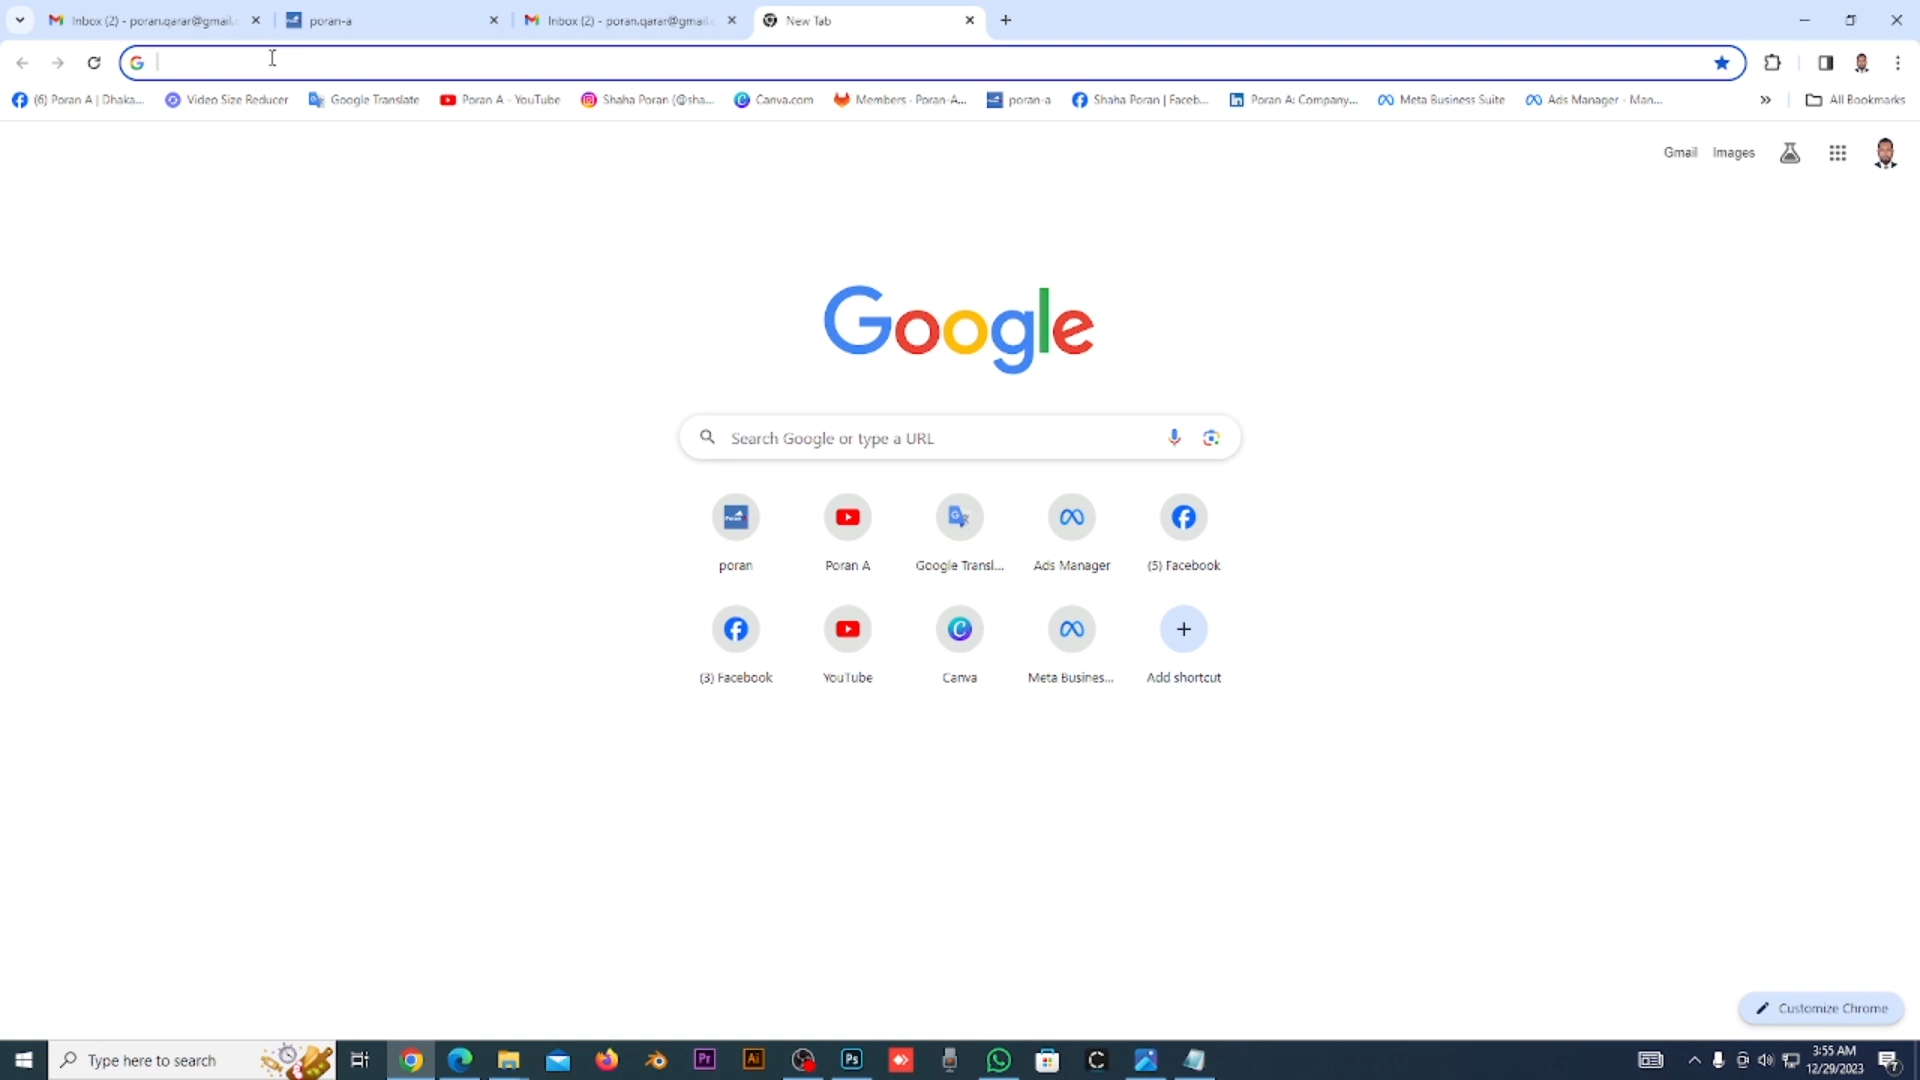 Inbox (2) - poran.qarar@gmail.c
poran-a
Inbox (2) - poran.qarar@gmail.c
New Tab
(6) Poran A | Dhaka...
Video Size Reducer
Google Translate
Poran A - YouTube
Shaha Poran (@sha...
Canva.com
Members - Poran-A...
poran-a
Shaha Poran | Faceb...
Poran A: Company...
Meta Business Suite
Ads Manager - Man...
All Bookmarks
Gmail
Images
Google
Search Google or type a URL
poran
Poran A
Google Transl...
Ads Manager
(5) Facebook
(3) Facebook
YouTube
Canva
Meta Busines...
Add shortcut
Customize Chrome
Type here to search
3:55 AM
12/29/2023